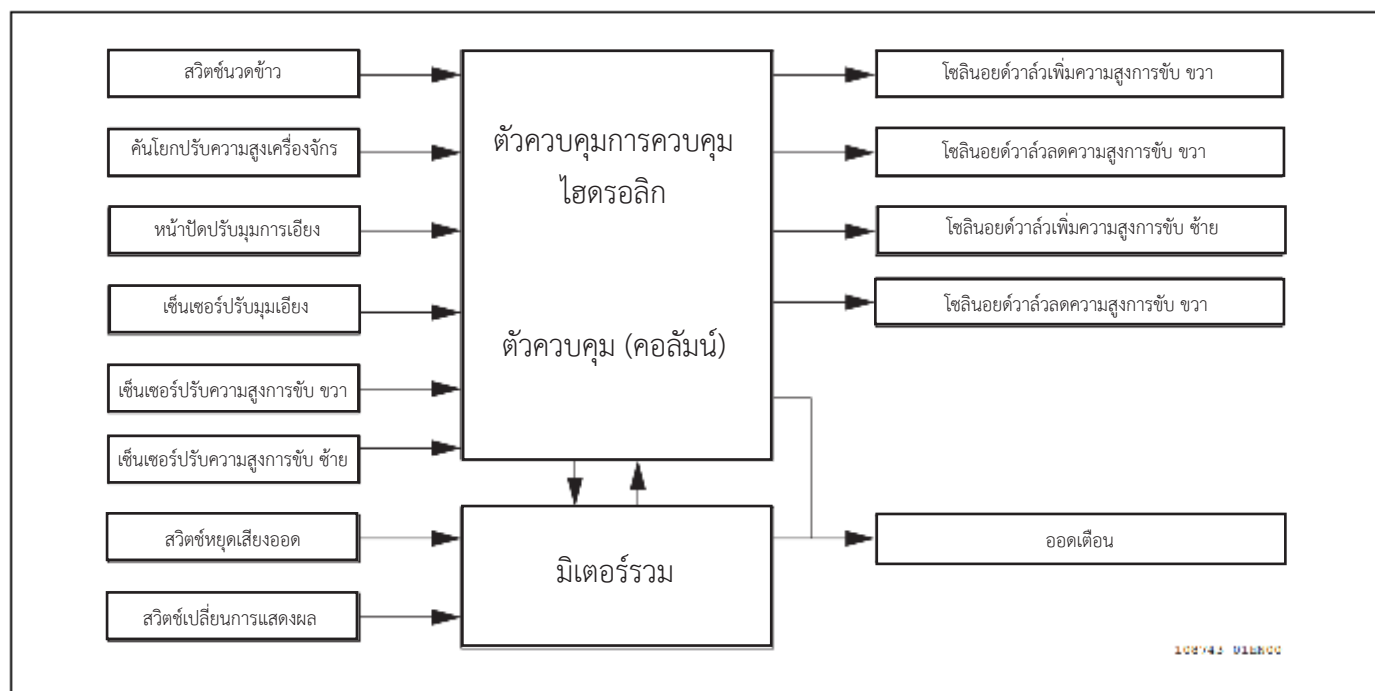 สวิตช์นวดข้าว
คันโยกปรับความสูงเครื่องจักร
หน้าปัดปรับมุมการเอียง
เซ็นเซอร์ปรับมุมเอียง
เซ็นเซอร์ปรับความสูงการขับ ขวา
เซ็นเซอร์ปรับความสูงการขับ ซ้าย
สวิตช์หยุดเสียงออด
สวิตช์เปลี่ยนการแสดงผล
ตัวควบคุมการควบคุม
ไฮดรอลิก
ตัวควบคุม (คอลัมน์)
มิเตอร์รวม
โซลินอยด์วาล์วเพิ่มความสูงการขับ ขวา
โซลินอยด์วาล์วลดความสูงการขับ ขวา
โซลินอยด์วาล์วเพิ่มความสูงการขับ ซ้าย
โซลินอยด์วาล์วลดความสูงการขับ ขวา
ออดเตือน
108743 01EN00